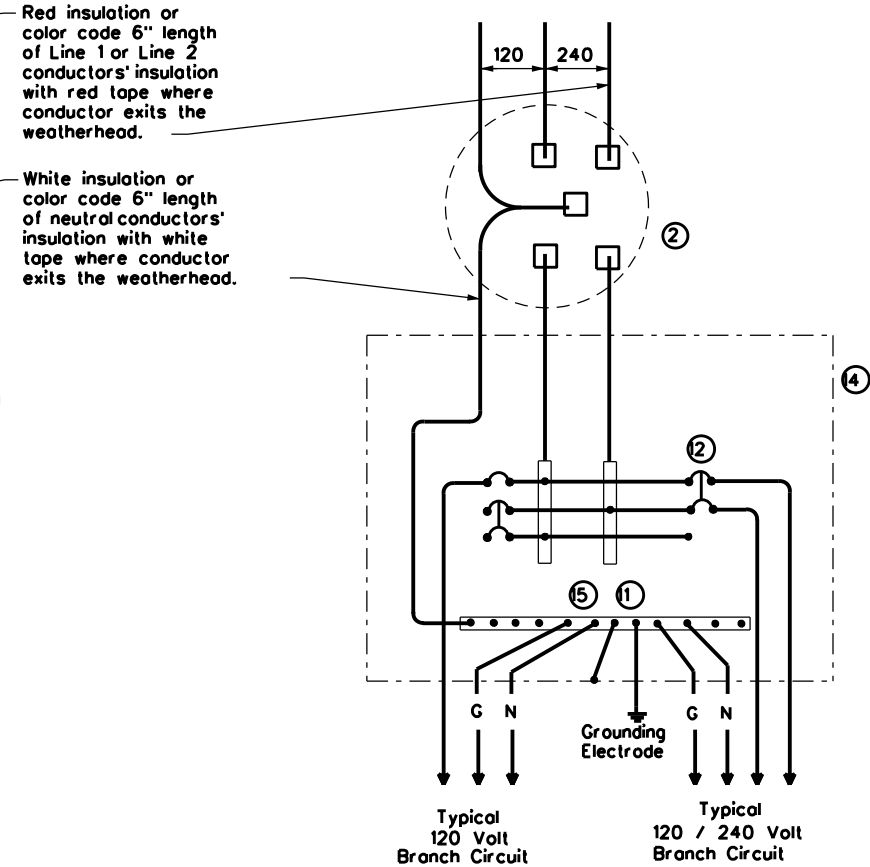 Red insulation or
color code 6" length
of Line 1 or Line 2
conductors' insulation
with red tape where
conductor exits the
weatherhead.
120 240
White insulation or
color code 6" length
of neutral conductors'
insulation with white
tape where conductor
exits the weatherhead.
2
14
12
15 11
G N
G N
Grounding
Electrode
Typical
120 Volt
Branch Circuit
Typical
120 / 240 Volt
Branch Circuit